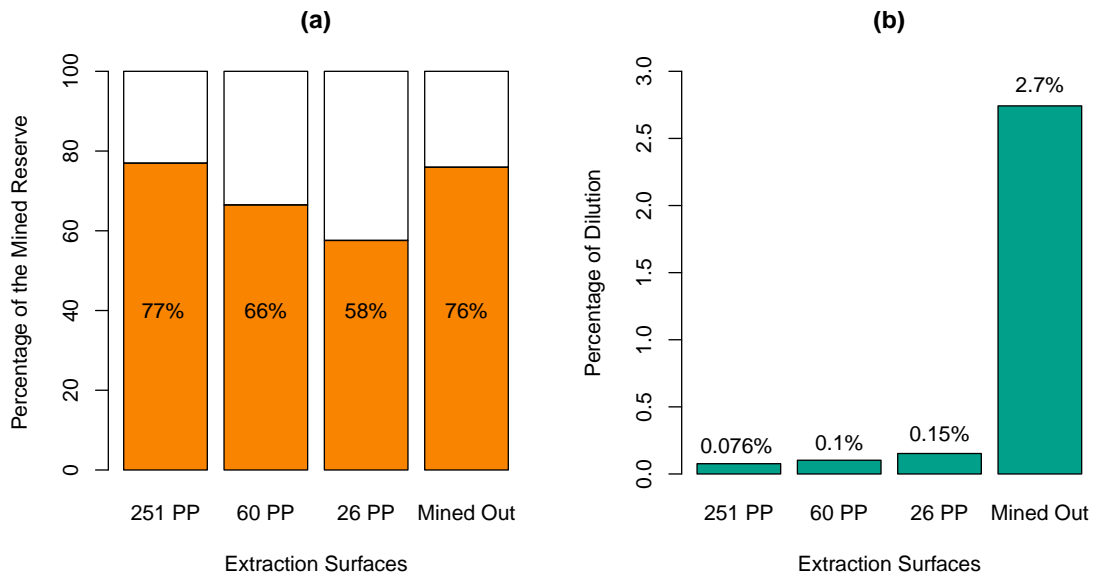 (a)
Percentage of the Mined Reserve
100
80
60
40
20
0
77%
66%
58%
76%
251 PP
60 PP
26 PP
Mined Out
Extraction Surfaces
(b)
Percentage of Dilution
3.0
2.5
2.0
1.5
1.0
0.5
0.0
0.076%
0.1%
0.15%
2.7%
251 PP
60 PP
26 PP
Mined Out
Extraction Surfaces